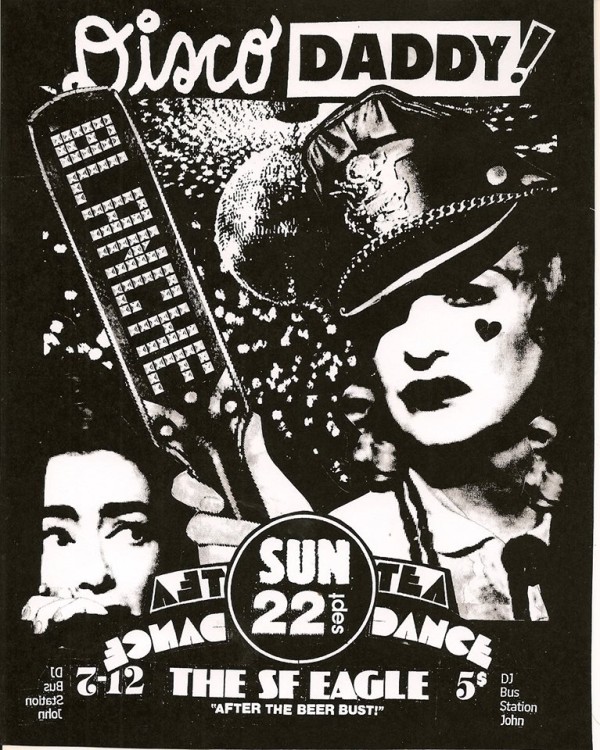 Disco DADDY!
BLANCHE
TEA
SUN
TEA
22 sept
DANCE
DANCE
DJ
Bus
Station
John
7-12
THE SF EAGLE
5$
DJ
Bus
Station
John
"AFTER THE BEER BUST!"